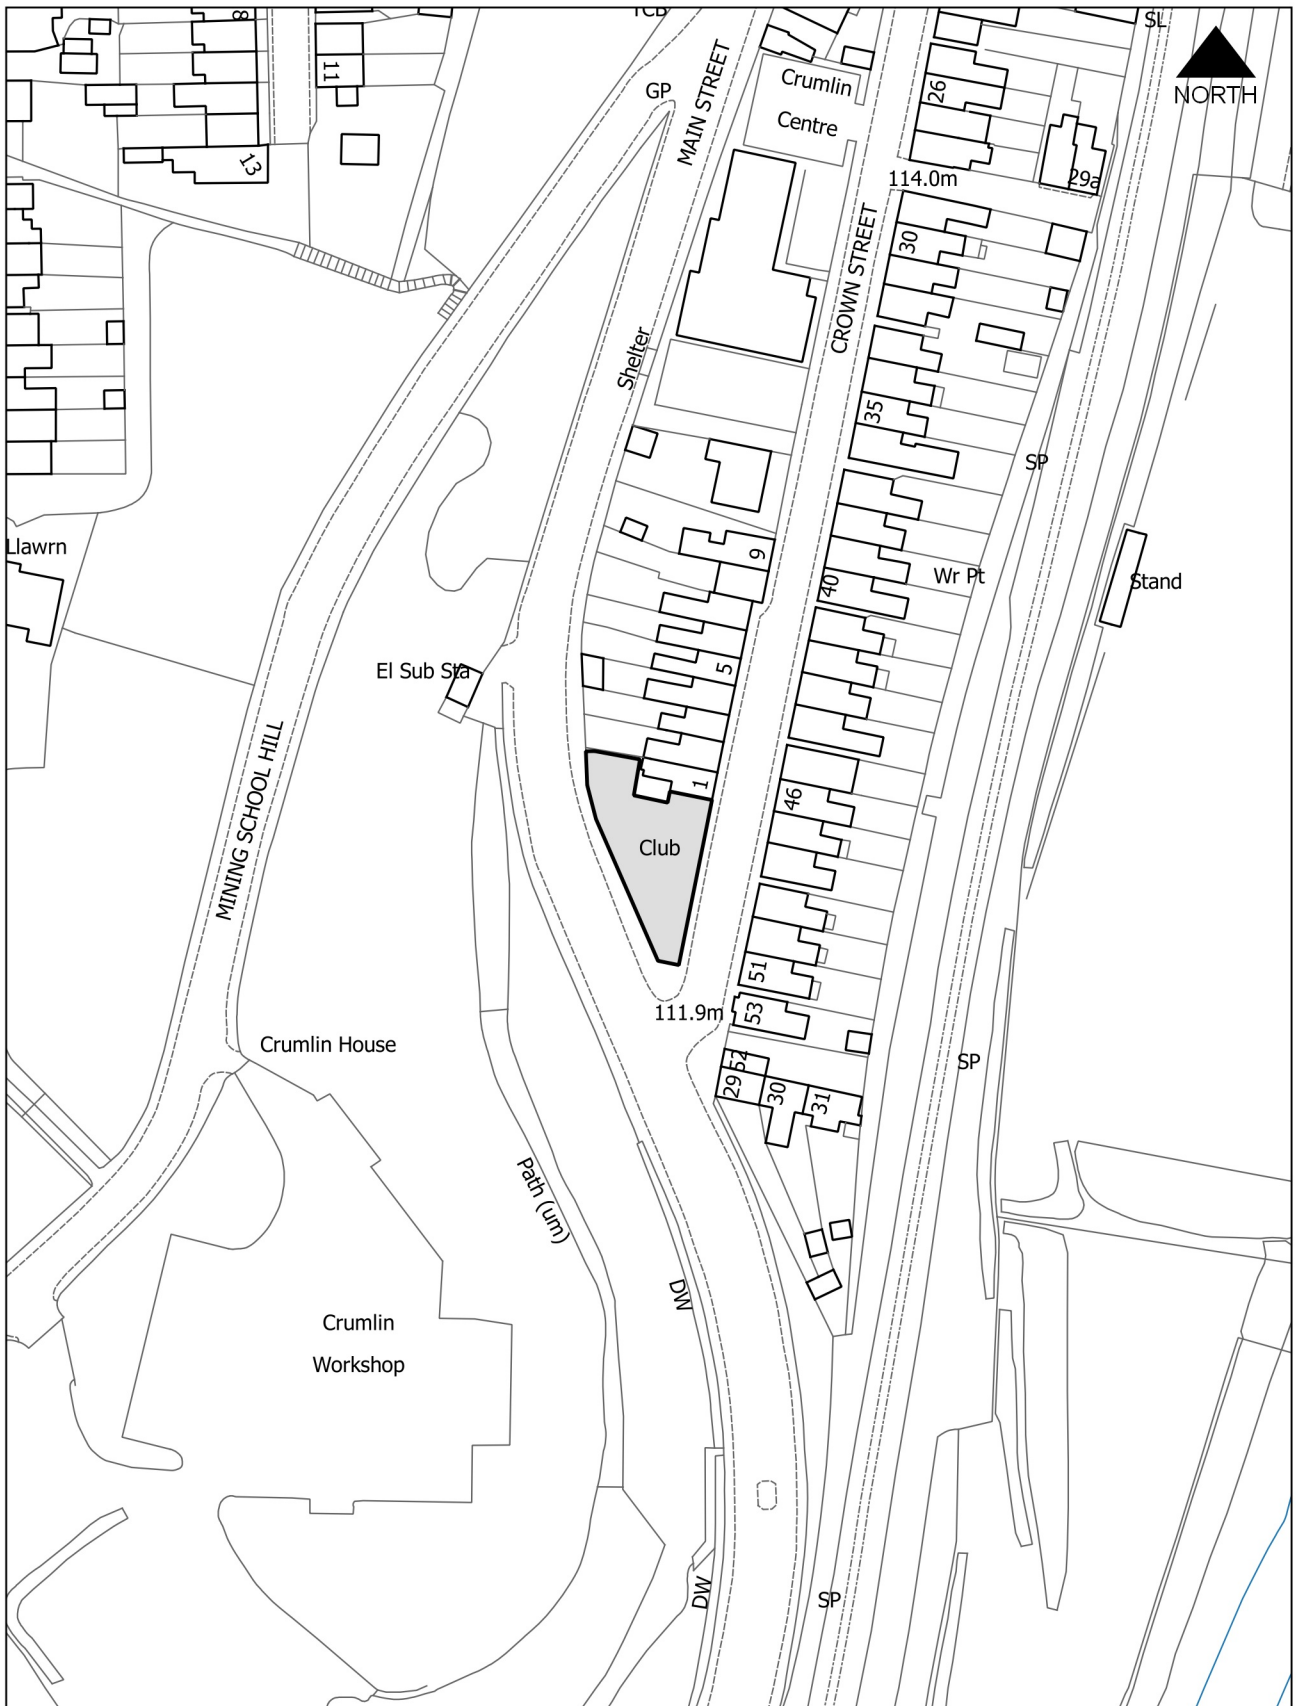 8
TCB
SL
11
GP
MAIN STREET
Crumlin
Centre
26
NORTH
13
114.0m
29a
30
CROWN STREET
Shelter
35
SP
Llawrn
9
40
Wr Pt
Stand
El Sub Sta
5
MINING SCHOOL HILL
1
46
Club
51
111.9m
53
Crumlin House
SP
52
29
30
31
Path (um)
DW
Crumlin
Workshop
DW
SP